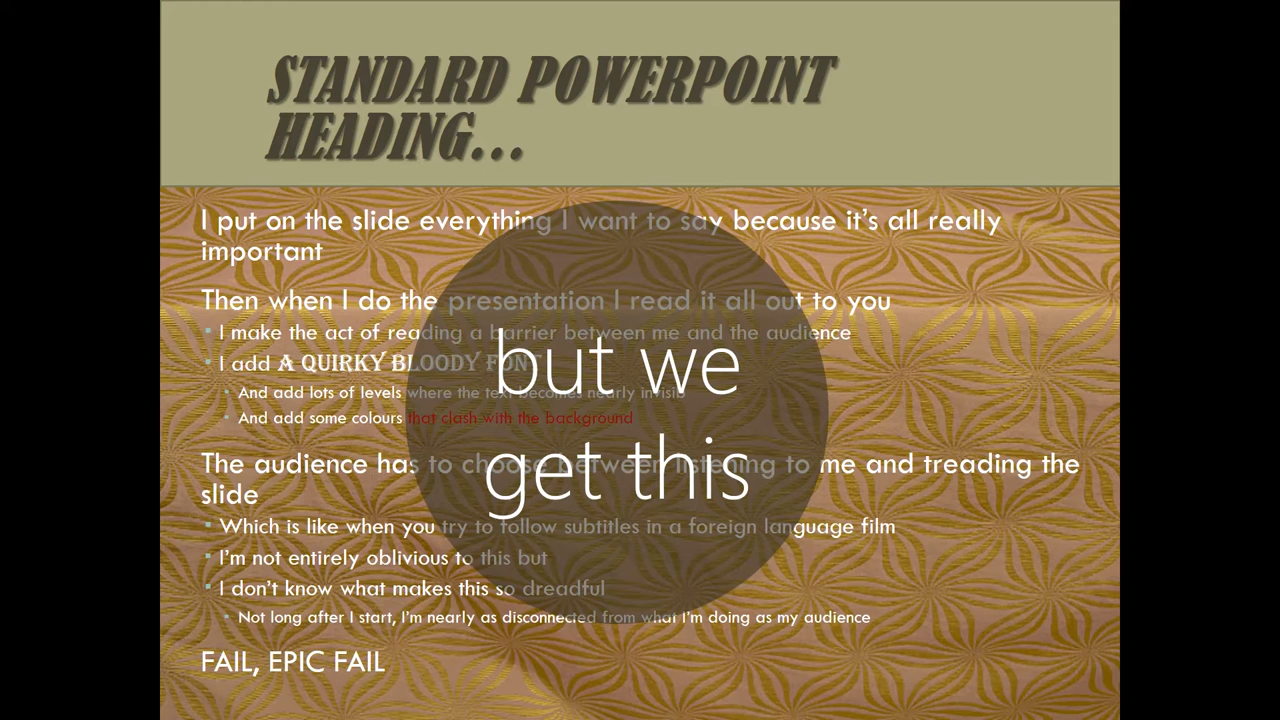 STANDARD POWERPOINT
HEADING...
I put on the slide everything I want to say because it's all really
important
Then when I do the presentation I read it all out to you
I make the act of reading a barrier between me and the audience
I add A QUIRKY BLOODY FONT
And add lots of levels where the text becomes nearly invisib
And add some colours that clash with the background
The audience has to choose between listening to me and treading the
slide
Which is like when you try to follow subtitles in a foreign language film
I'm not entirely oblivious to this but
I don't know what makes this so dreadful
Not long after I start, I'm nearly as disconnected from what I'm doing as my audience
FAIL, EPIC FAIL
but we
get this